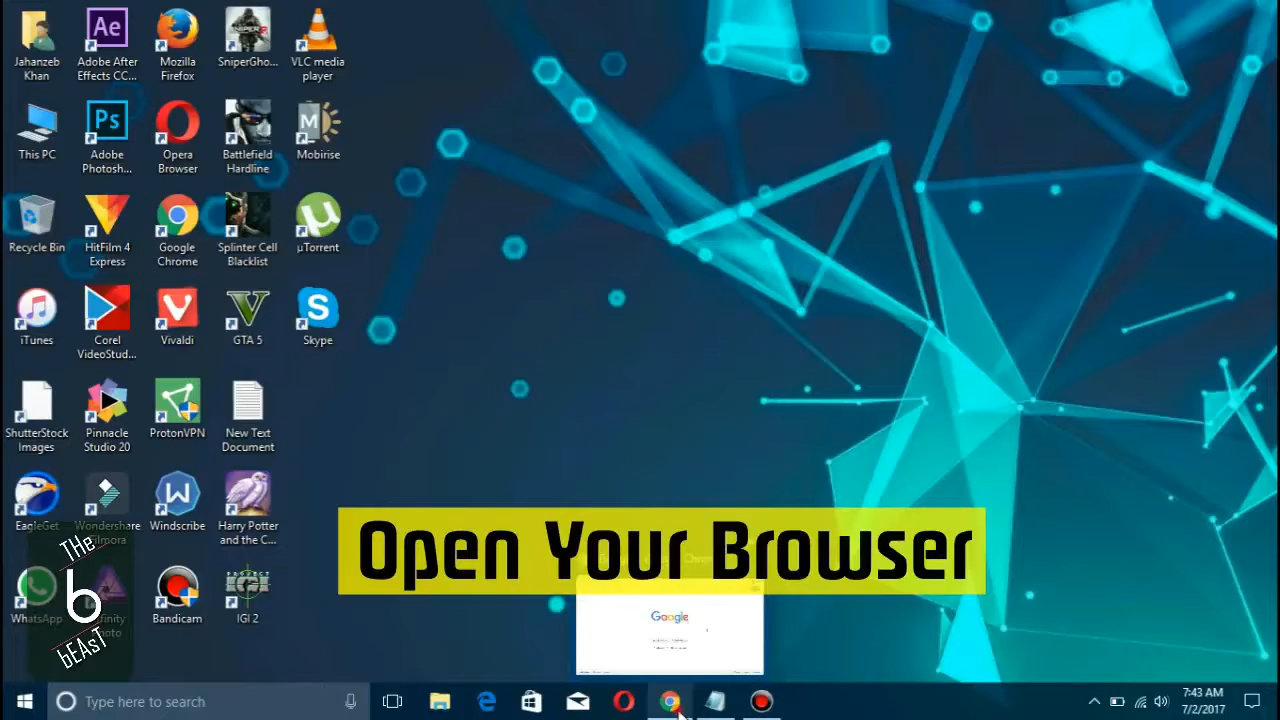 Jahanzeb
Khan
Adobe After
Effects CC...
Mozilla
Firefox
SniperGho...
VLC media
player
This PC
Adobe
Photosh...
Opera
Browser
Battlefield
Hardline
Mobirise
Recycle Bin
HitFilm 4
Express
Google
Chrome
Splinter Cell
Blacklist
µTorrent
iTunes
Corel
VideoStud...
Vivaldi
GTA 5
Skype
ShutterStock
Images
Pinnacle
Studio 20
ProtonVPN
New Text
Document
EagleGet
Wondershare
Filmora
Windscribe
Harry Potter
and the C...
WhatsApp
Bandicam
IGI 2
THe
b
bEAsT
Open Your Browser
Google
Type here to search
7:43 AM
7/2/2017